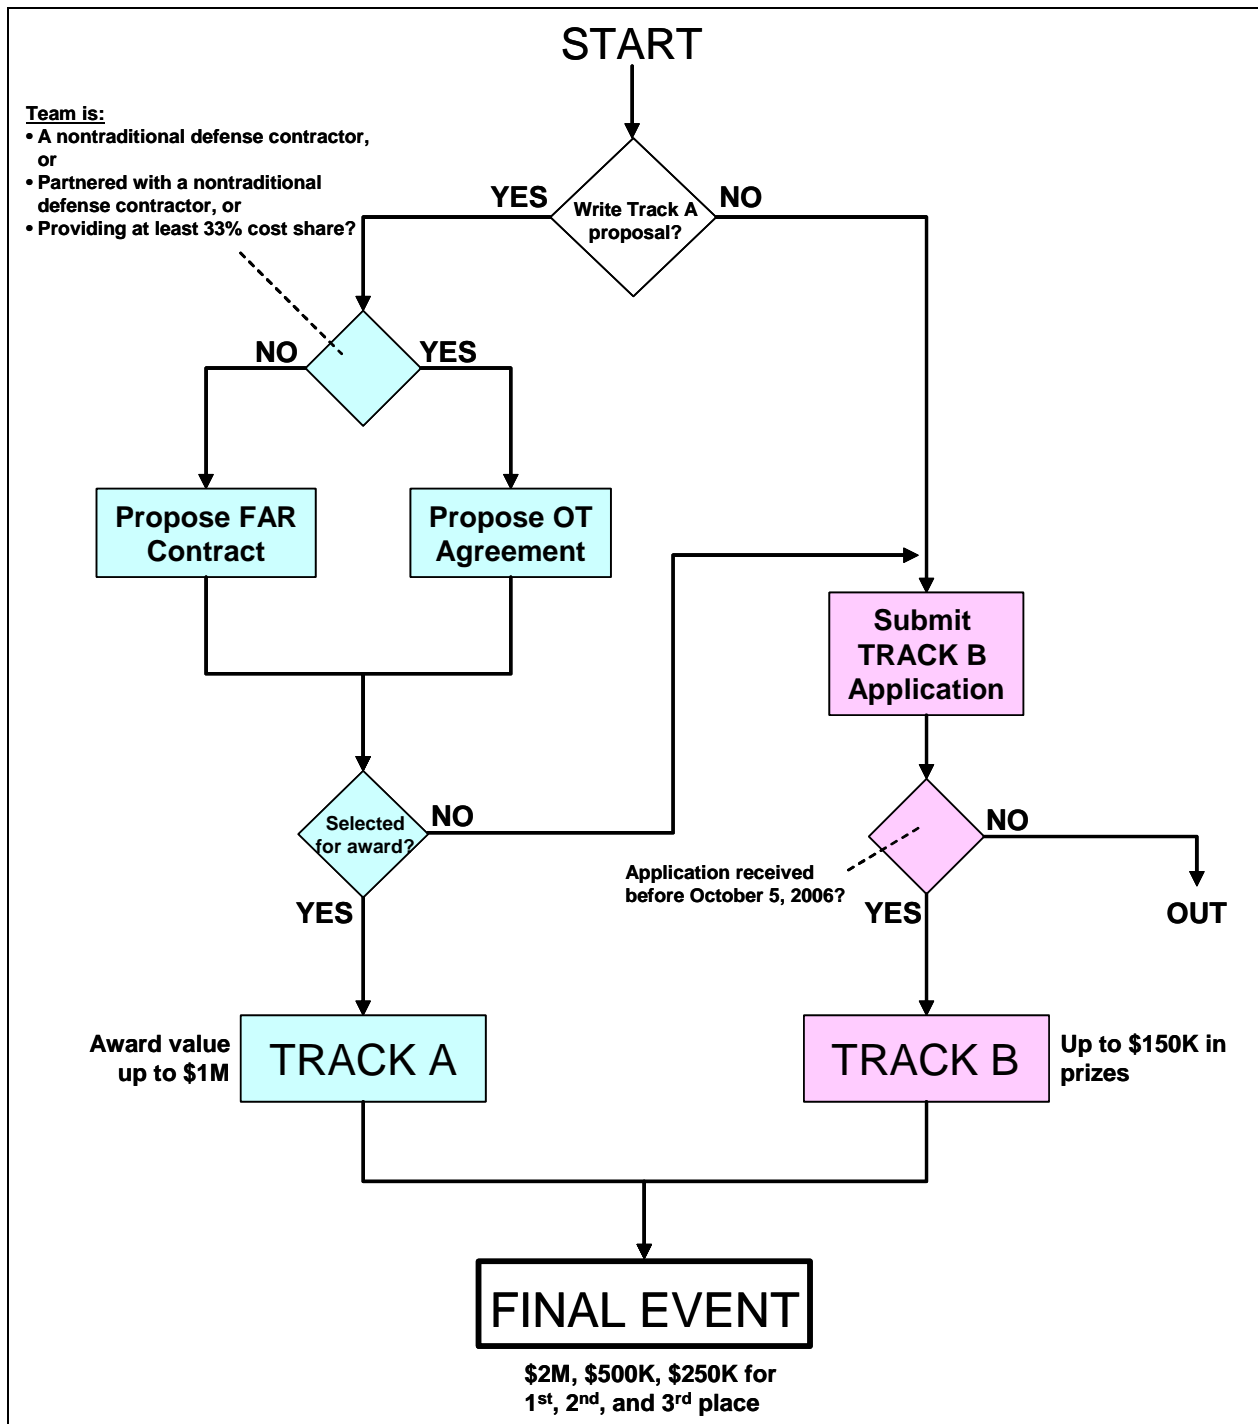 START
Team is:
• A nontraditional defense contractor,
or
• Partnered with a nontraditional
defense contractor, or
• Providing at least 33% cost share?
YES
NO
Write Track A
proposal?
NO
YES
Propose FAR
Contract
Propose OT
Agreement
Submit
TRACK B
Application
Selected
for award?
NO
YES
Application received
before October 5, 2006?
NO
YES
OUT
Award value
up to $1M
TRACK A
TRACK B
Up to $150K in
prizes
FINAL EVENT
$2M, $500K, $250K for
1st, 2nd, and 3rd place